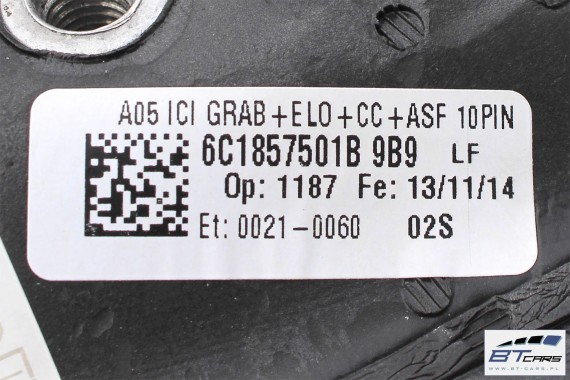 A05 ICI GRAB+ELO+CC+ASF 10PIN
6C1857501B 9B9 LF
Op: 1187 Fe: 13/11/14
Et: 0021-0060 02S
BTCARS
WWW.BT-CARS.PL